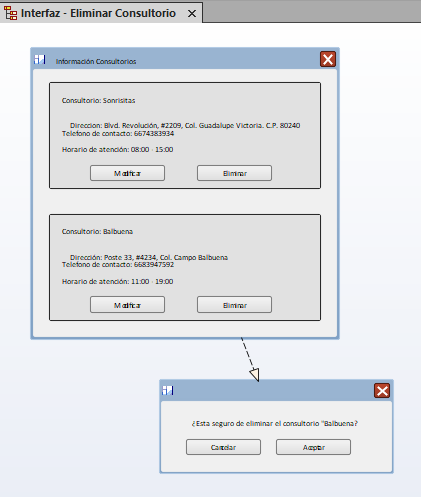 Interfaz - Eliminar Consultorio
Información Consultorios
Consultorio: Sonrisitas
Direccion: Blvd. Revolución, #2209, Col. Guadalupe Victoria. C.P. 80240
Telefono de contacto: 6674383934
Horario de atención: 08:00 - 15:00
Modificar Eliminar
Consultorio: Balbuena
Dirección: Poste 33, #4234, Col. Campo Balbuena
Telefono de contacto: 6683947592
Horario de atención: 11:00 - 19:00
Modificar Eliminar
¿Esta seguro de eliminar el consultorio "Balbuena?
Cancelar Aceptar